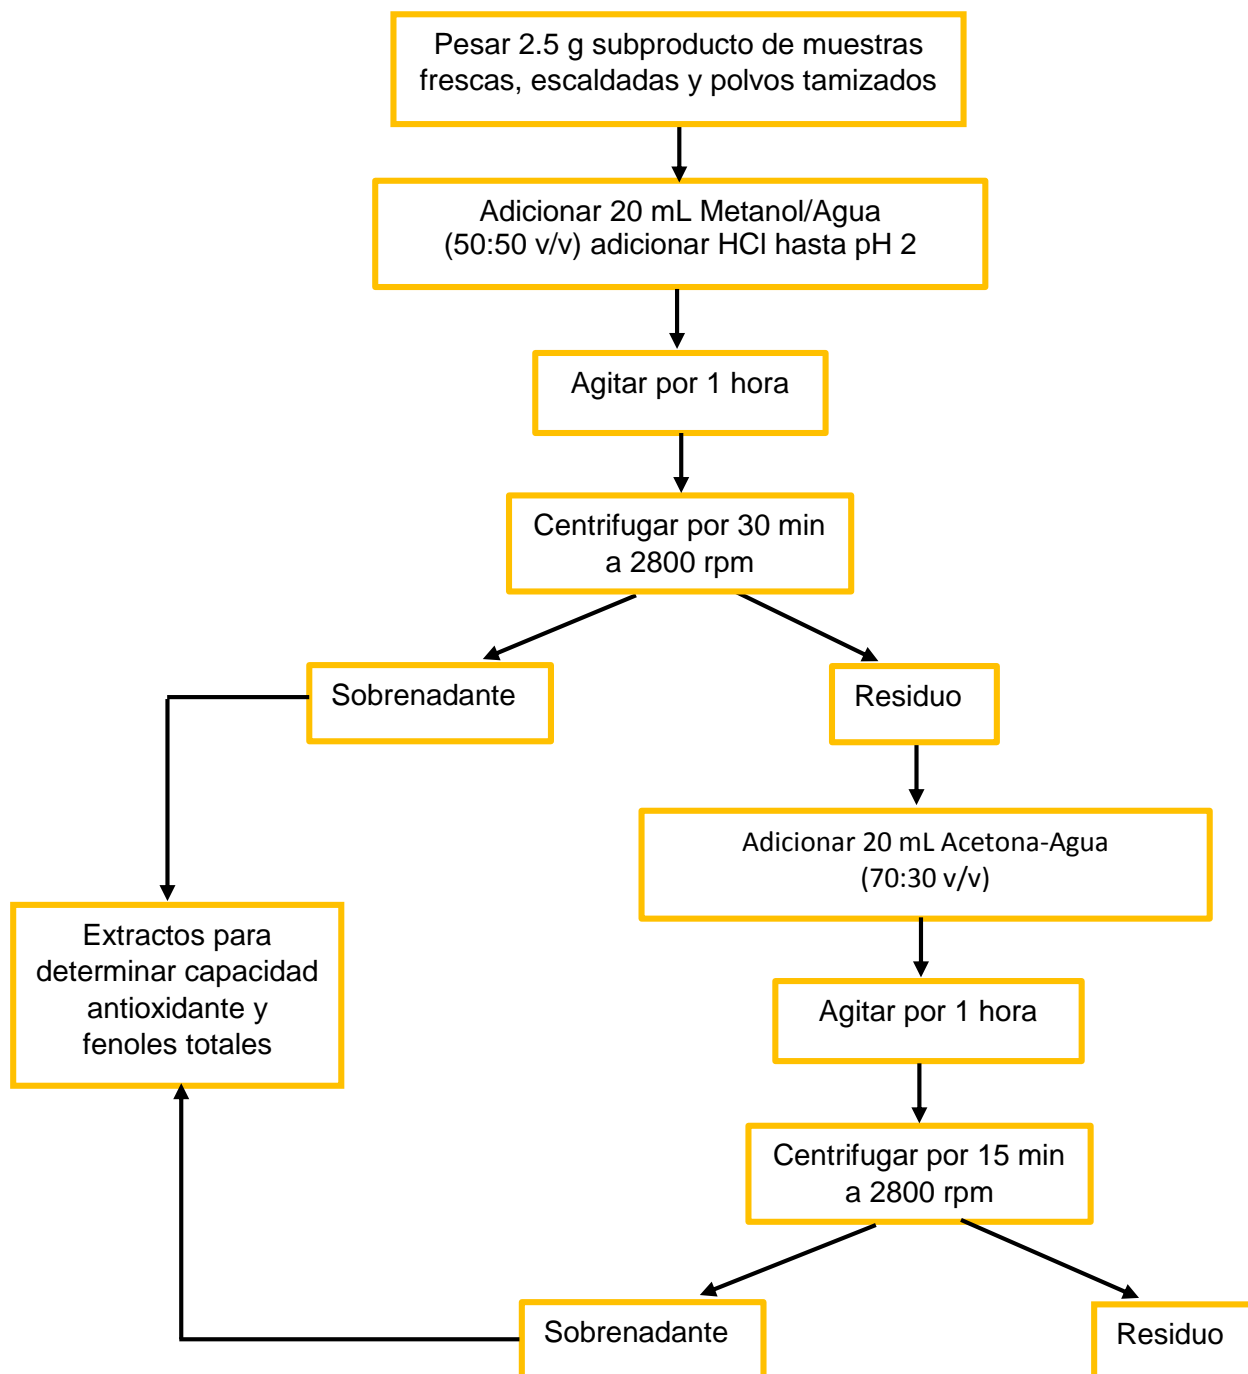 Pesar 2.5 g subproducto de muestras
frescas, escaldadas y polvos tamizados
Adicionar 20 mL Metanol/Agua
(50:50 v/v) adicionar HCl hasta pH 2
Agitar por 1 hora
Centrifugar por 30 min
a 2800 rpm
Sobrenadante
Residuo
Adicionar 20 mL Acetona-Agua
(70:30 v/v)
Extractos para
determinar capacidad
antioxidante y
fenoles totales
Agitar por 1 hora
Centrifugar por 15 min
a 2800 rpm
Sobrenadante
Residuo